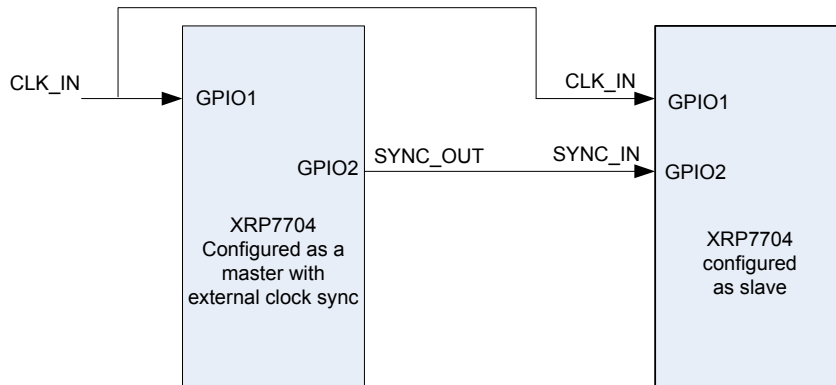 CLK_IN
GPIO1
GPIO2
SYNC_OUT
XRP7704
Configured as a
master with
external clock sync
CLK_IN
GPIO1
SYNC_IN
GPIO2
XRP7704
configured
as slave